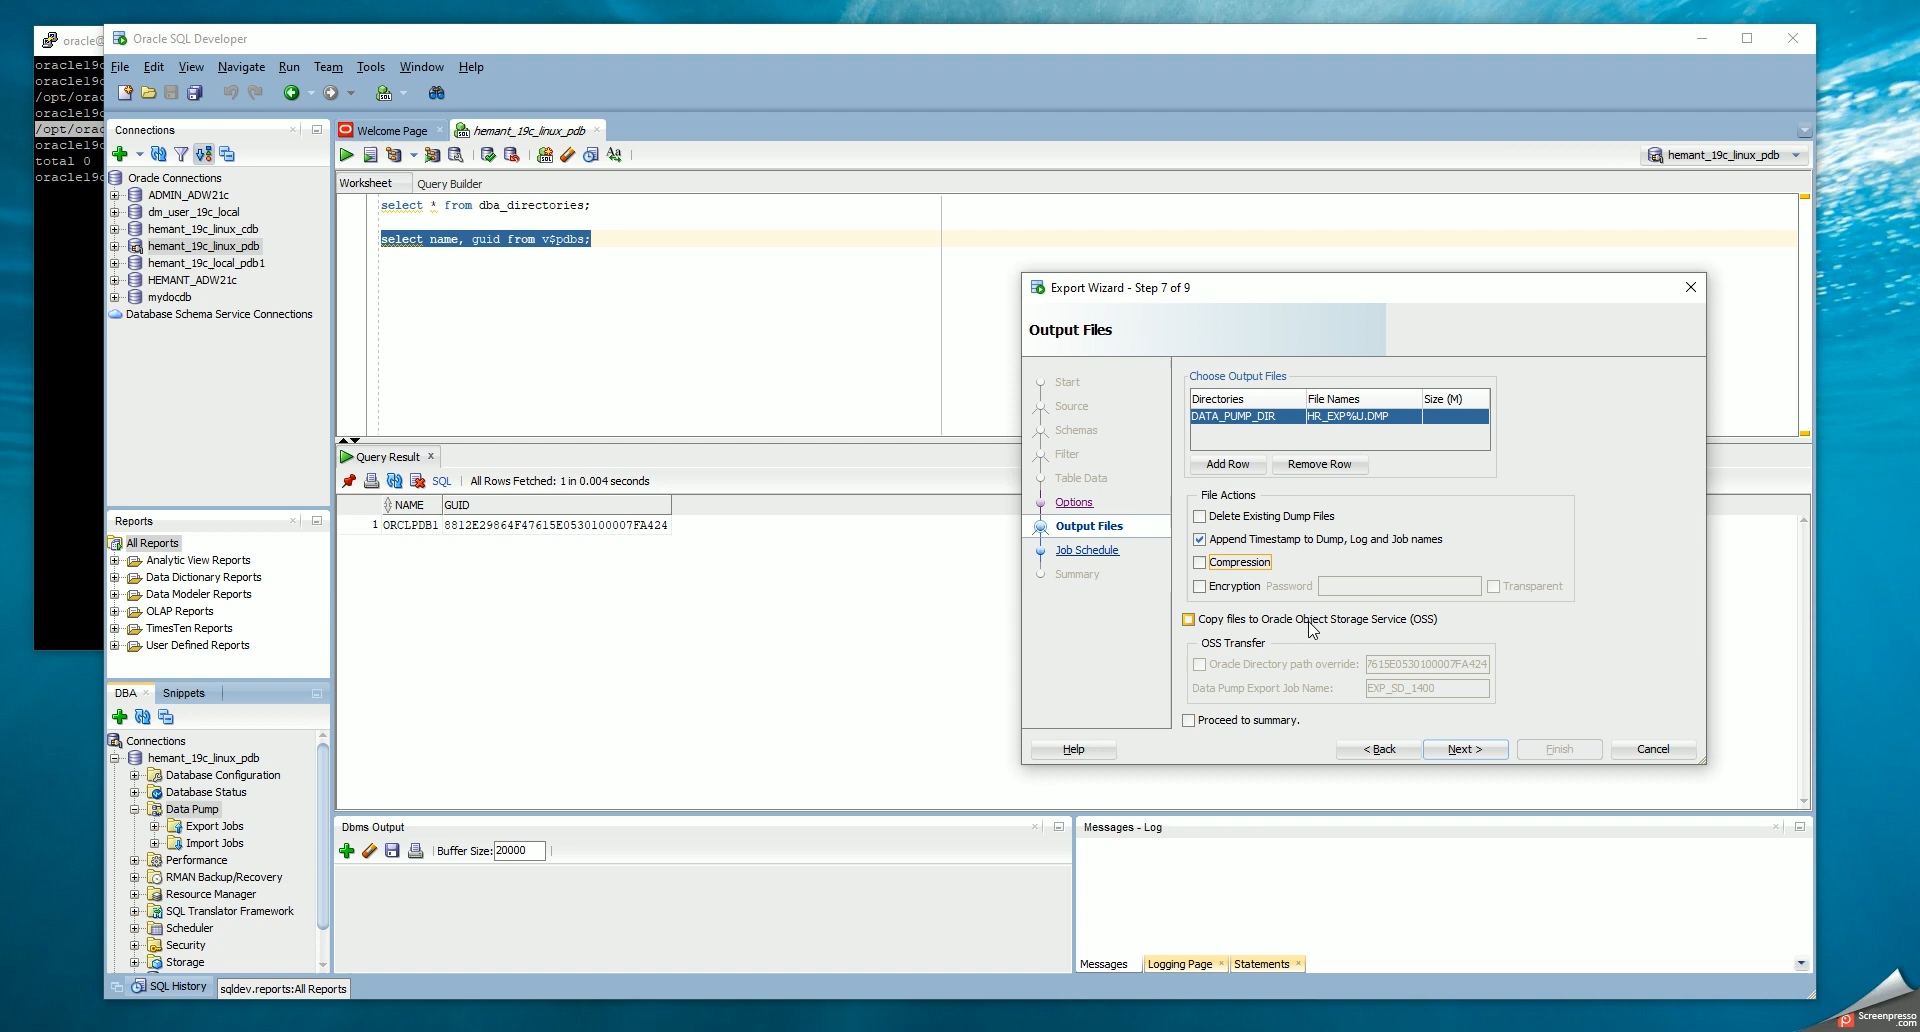 oracle@
oracle19c
oracle19c
/opt/orac
oracle19c
/opt/orac
oracle19c
total 0
oracle19c
Oracle SQL Developer
File Edit View Navigate Run Team Tools Window Help
Connections
Oracle Connections
ADMIN_ADW21c
dm_user_19c_local
hemant_19c_linux_cdb
hemant_19c_linux_pdb
hemant_19c_local_pdb1
HEMANT_ADW21c
mydocdb
Database Schema Service Connections
Reports
All Reports
Analytic View Reports
Data Dictionary Reports
Data Modeler Reports
OLAP Reports
TimesTen Reports
User Defined Reports
DBA Snippets
Connections
hemant_19c_linux_pdb
Database Configuration
Database Status
Data Pump
Export Jobs
Import Jobs
Performance
RMAN Backup/Recovery
Resource Manager
SQL Translator Framework
Scheduler
Security
Storage
SQL History
sqldev.reports:All Reports
Welcome Page hemant_19c_linux_pdb
hemant_19c_linux_pdb
Worksheet Query Builder
select * from dba_directories;
select name, guid from v$pdbs;
Query Result
SQL All Rows Fetched: 1 in 0.004 seconds
NAME GUID
1 ORCLPDB1 8812E29864F47615E0530100007FA424
Dbms Output
Buffer Size: 20000
Messages - Log
Messages Logging Page Statements
Export Wizard - Step 7 of 9
Output Files
Start
Source
Schemas
Filter
Table Data
Options
Output Files
Job Schedule
Summary
Choose Output Files
Directories File Names Size (M)
DATA_PUMP_DIR HR_EXP%U.DMP
Add Row Remove Row
File Actions
Delete Existing Dump Files
Append Timestamp to Dump, Log and Job names
Compression
Encryption Password Transparent
Copy files to Oracle Object Storage Service (OSS)
OSS Transfer
Oracle Directory path override: 7615E0530100007FA424
Data Pump Export Job Name: EXP_SD_1400
Proceed to summary.
Help < Back Next > Finish Cancel
Screenpresso
.com